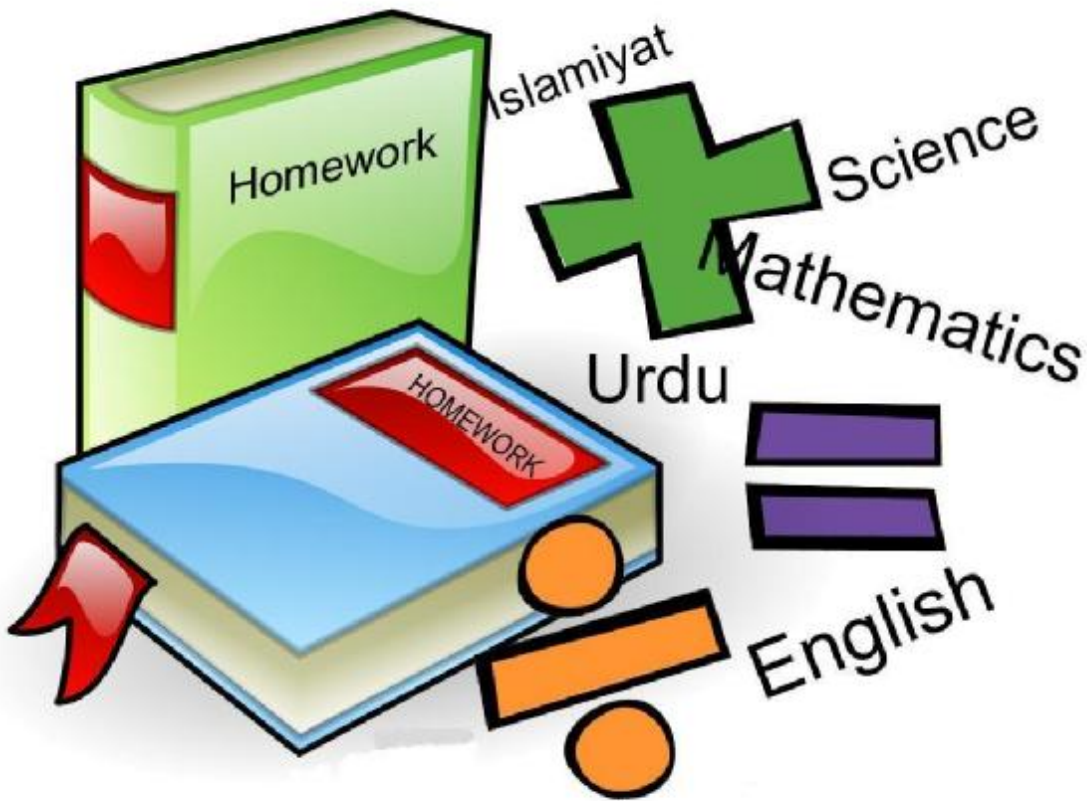 Islamiyat
Homework
Science
Mathematics
Urdu
HOMEWORK
English